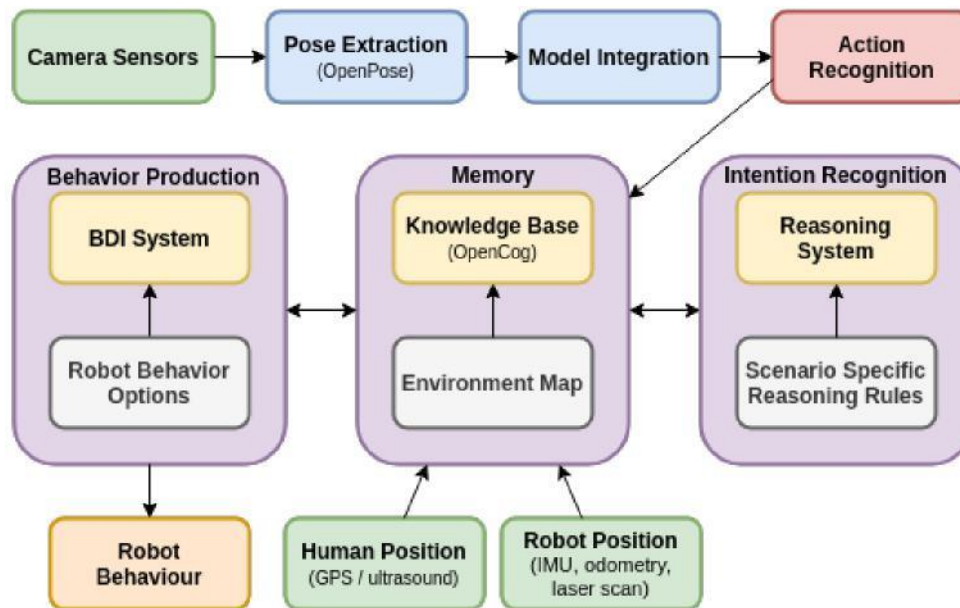 Camera Sensors
Pose Extraction
(OpenPose)
Model Integration
Action
Recognition
Behavior Production
BDI System
Robot Behavior
Options
Memory
Knowledge Base
(OpenCog)
Environment Map
Intention Recognition
Reasoning
System
Scenario Specific
Reasoning Rules
Robot
Behaviour
Human Position
(GPS / ultrasound)
Robot Position
(IMU, odometry,
laser scan)